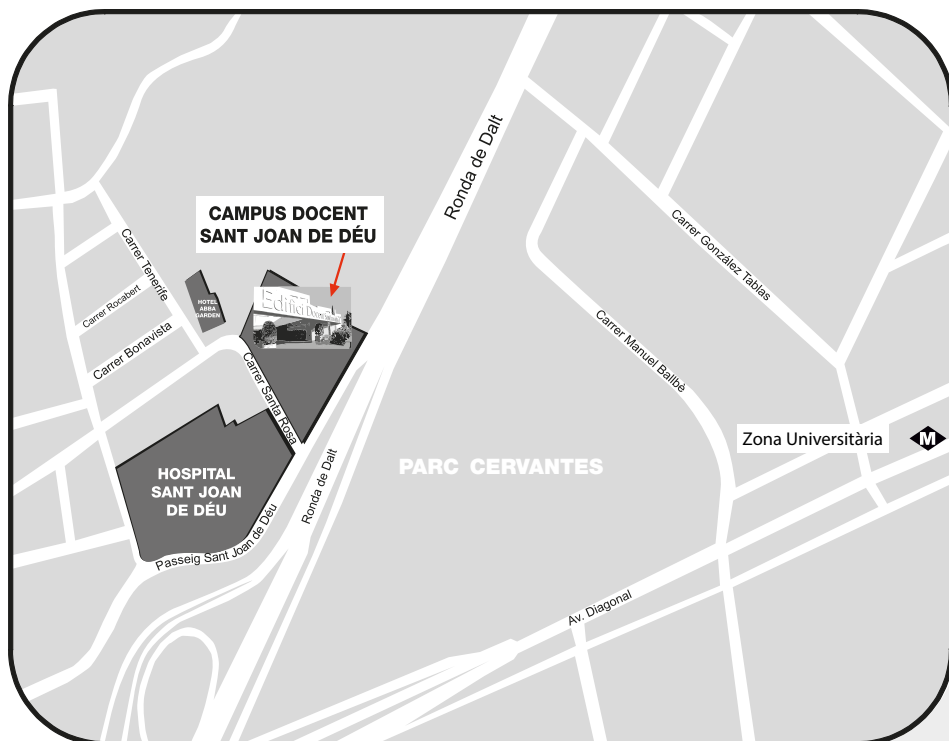 Ronda de Dalt
CAMPUS DOCENT
SANT JOAN DE DÉU
Carrer González Tablas
Carrer Tenerife
HOTEL
ABBA
GARDEN
Edifici Docent
Carrer Rocabert
Carrer Bonavista
Carrer Manuel Ballbé
Carrer Santa Rosa
Zona Universitària
M
PARC CERVANTES
HOSPITAL
SANT JOAN
DE DÉU
Ronda de Dalt
Passeig Sant Joan de Déu
Av. Diagonal